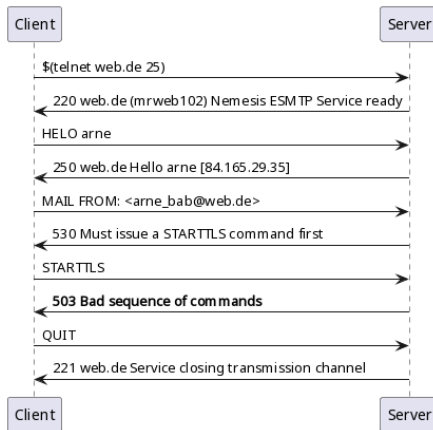 Client Server
$(telnet web.de 25)
220 web.de (mrweb102) Nemesis ESMTP Service ready
HELO arne
250 web.de Hello arne [84.165.29.35]
MAIL FROM: <arne_bab@web.de>
530 Must issue a STARTTLS command first
STARTTLS
503 Bad sequence of commands
QUIT
221 web.de Service closing transmission channel
Client Server